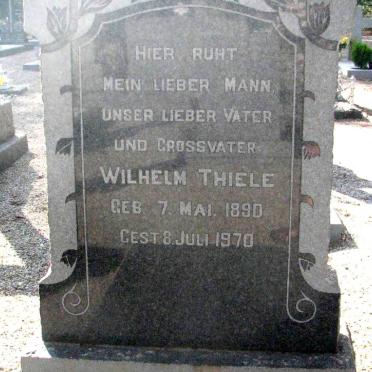 HIER RUHT
MEIN LIEBER MANN,
UNSER LIEBER VATER
UND GROSSVATER
WILHELM THIELE
GEB. 7. MAI. 1890
GEST. 8. JULI 1970